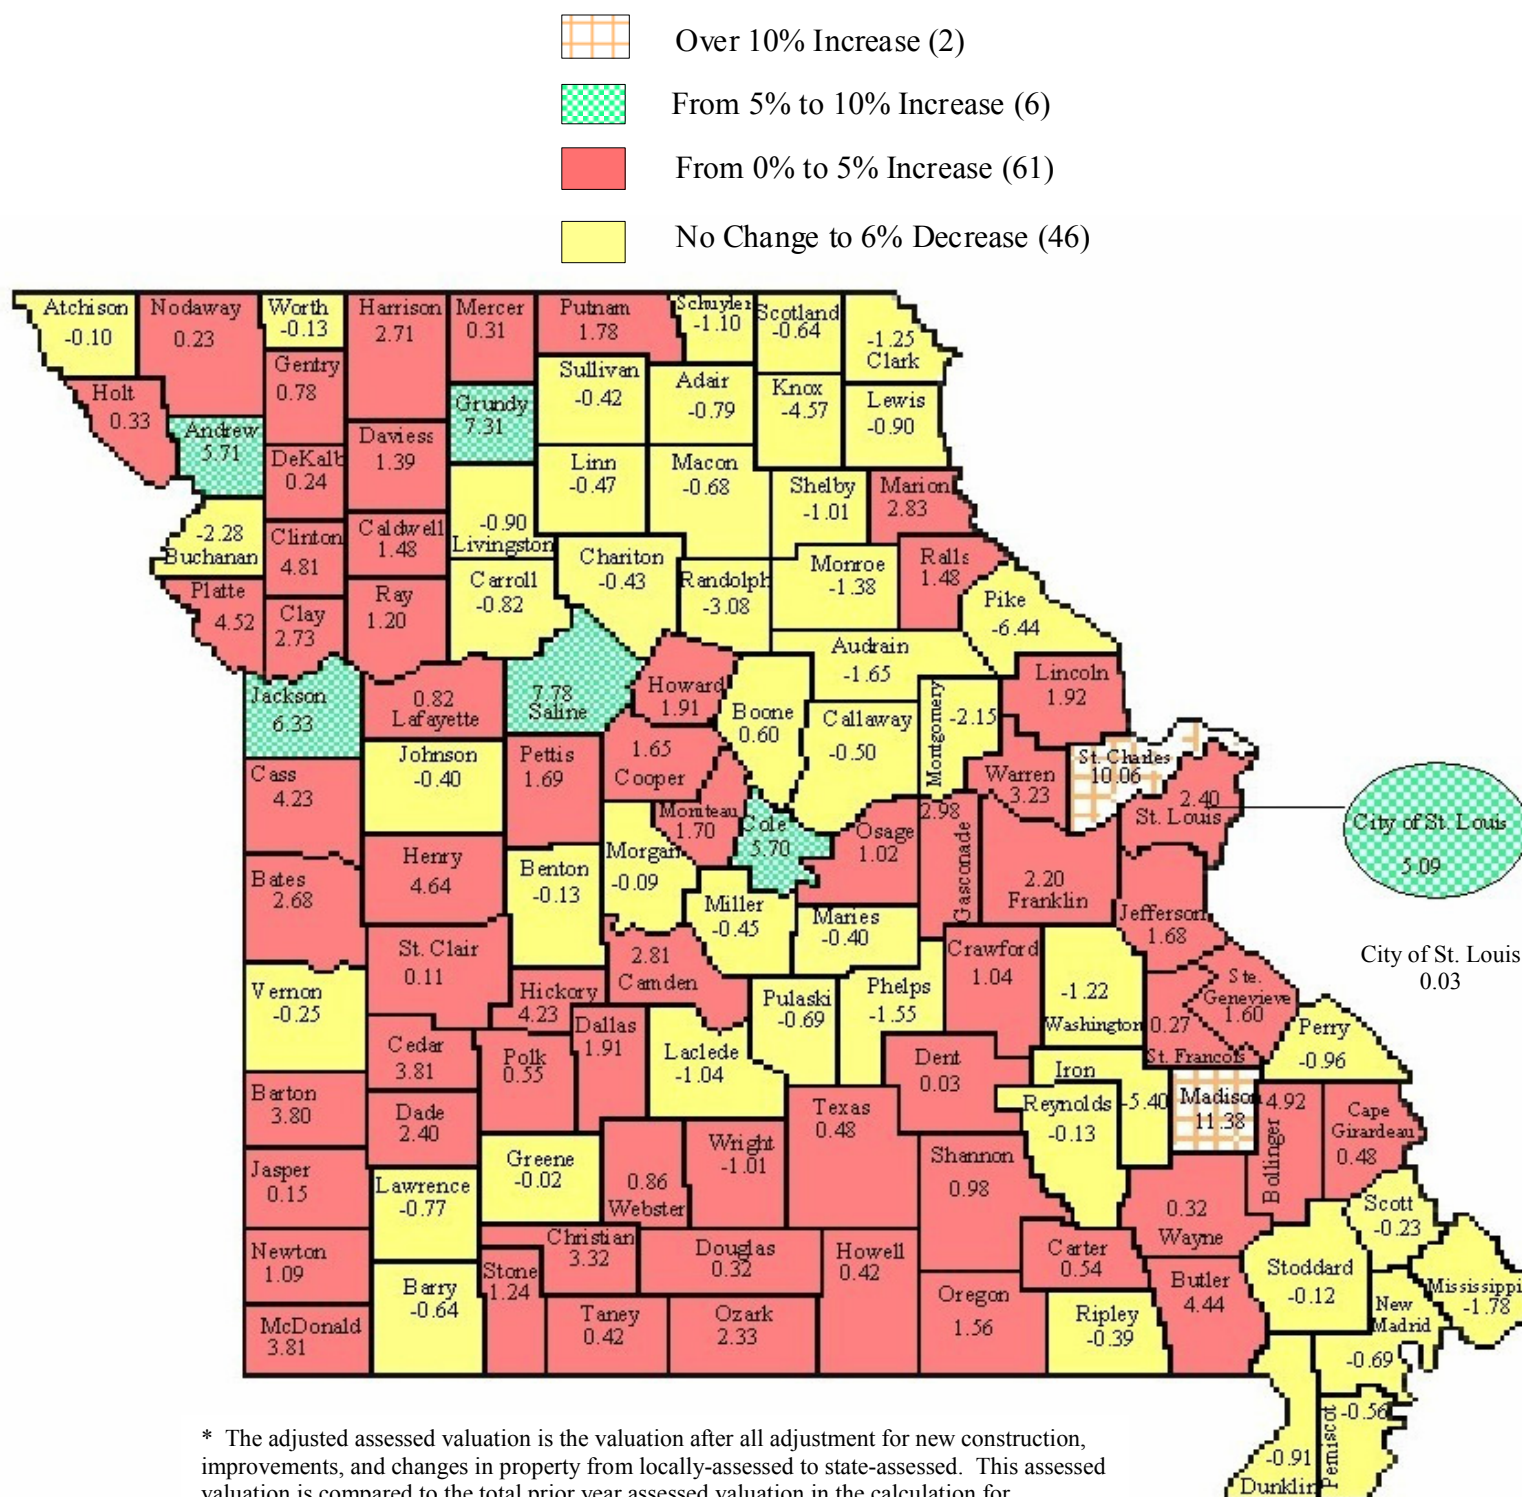 Over 10% Increase (2)
From 5% to 10% Increase (6)
From 0% to 5% Increase (61)
No Change to 6% Decrease (46)
Atchison
-0.10
Nodaway
0.23
Worth
-0.13
Harrison
2.71
Mercer
0.31
Putnam
1.78
Schuyler
-1.10
Scotland
-0.64
-1.25
Clark
Holt
0.33
Gentry
0.78
Andrew
5.71
DeKalb
0.24
Daviess
1.39
Grundy
7.31
Sullivan
-0.42
Adair
-0.79
Knox
-4.57
Lewis
-0.90
Linn
-0.47
Macon
-0.68
Shelby
-1.01
Marion
2.83
-2.28
Buchanan
Clinton
4.81
Caldwell
1.48
-0.90
Livingston
Chariton
-0.43
Randolph
-3.08
Monroe
-1.38
Ralls
1.48
Platte
4.52
Clay
2.73
Ray
1.20
Carroll
-0.82
Pike
-6.44
Audrain
-1.65
Jackson
6.33
0.82
Lafayette
7.78
Saline
Howard
1.91
Boone
0.60
Callaway
-0.50
Montgomery
-2.15
Lincoln
1.92
Cass
4.23
Johnson
-0.40
Pettis
1.69
1.65
Cooper
Moniteau
1.70
Cole
5.70
Osage
1.02
2.98
Gasconade
Warren
3.23
St. Charles
10.06
2.40
St. Louis
City of St. Louis
5.09
Bates
2.68
Henry
4.64
Benton
-0.13
Morgan
-0.09
Miller
-0.45
Maries
-0.40
2.20
Franklin
Jefferson
1.68
City of St. Louis
0.03
Vernon
-0.25
St. Clair
0.11
Hickory
4.23
2.81
Camden
Pulaski
-0.69
Phelps
-1.55
Crawford
1.04
-1.22
Washington
0.27
St. Francois
Ste.
Genevieve
1.60
Perry
-0.96
Cedar
3.81
Polk
0.55
Dallas
1.91
Laclede
-1.04
Dent
0.03
Iron
-5.40
Reynolds
-0.13
Madison
11.38
4.92
Bollinger
Cape
Girardeau
0.48
Barton
3.80
Dade
2.40
Greene
-0.02
0.86
Webster
Wright
-1.01
Texas
0.48
Shannon
0.98
Jasper
0.15
Lawrence
-0.77
0.32
Wayne
Scott
-0.23
Newton
1.09
Christian
3.32
Douglas
0.32
Howell
0.42
Carter
0.54
Stoddard
-0.12
Mississippi
-1.78
McDonald
3.81
Barry
-0.64
Stone
1.24
Taney
0.42
Ozark
2.33
Oregon
1.56
Ripley
-0.39
Butler
4.44
New
Madrid
-0.69
-0.56
Pemiscot
-0.91
Dunklin
* The adjusted assessed valuation is the valuation after all adjustment for new construction,
improvements, and changes in property from locally-assessed to state-assessed. This assessed
valuation is compared to the total prior year assessed valuation in the calculation for